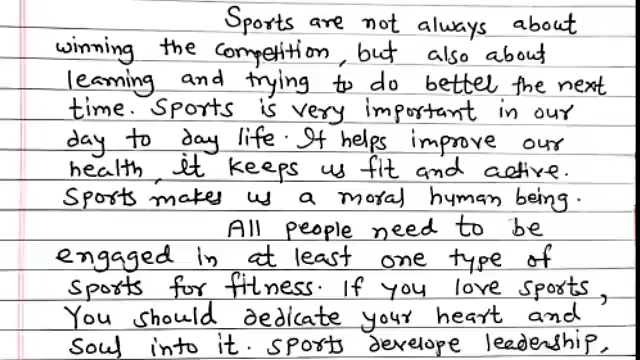 Sports are not always about
winning the competition, but also about
learning and trying to do better the next
time. Sports is very important in our
day to day life. It helps improve our
health, it keeps us fit and active.
Sports makes us a moral human being.
All people need to be
engaged in at least one type of
sports for fitness. If you love sports,
You should dedicate your heart and
soul into it. Sports develope leadership,